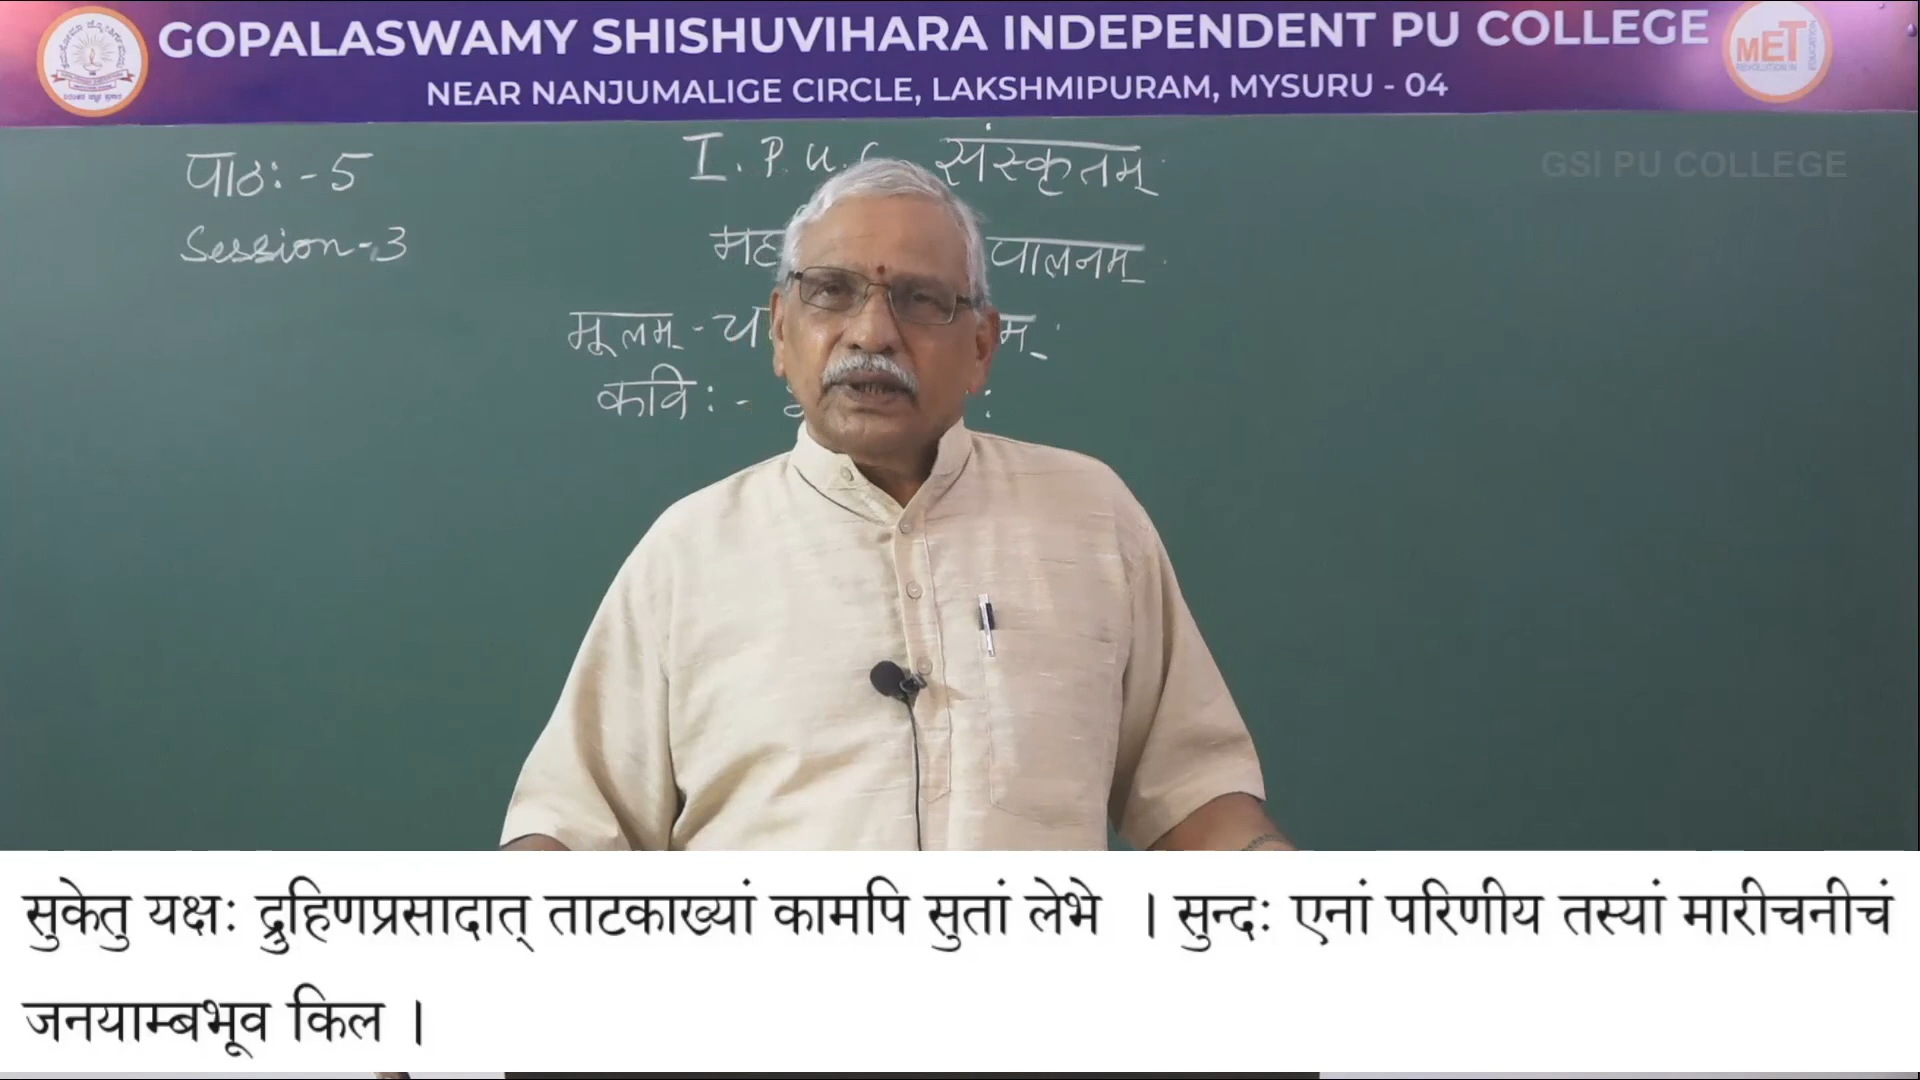 GOPALASWAMY SHISHUVIHARA INDEPENDENT PU COLLEGE
NEAR NANJUMALIGE CIRCLE, LAKSHMIPURAM, MYSURU - 04
MET
GSI PU COLLEGE
पाठः - 5
Session - 3
I. P. U. C. संस्कृतम्
पालनम्
मूलम् -
कविः -
सुकेतु यक्षः द्रुहिणप्रसादात् ताटकाख्यां कामपि सुतां लेभे । सुन्दः एनां परिणीय तस्यां मारीचनीचं
जनयाम्बभूव किल ।